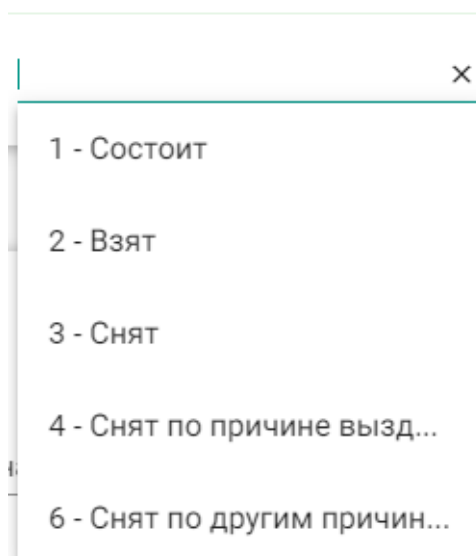 1 - Состоит
2 - Взят
3 - Снят
4 - Снят по причине вызд...
6 - Снят по другим причин...